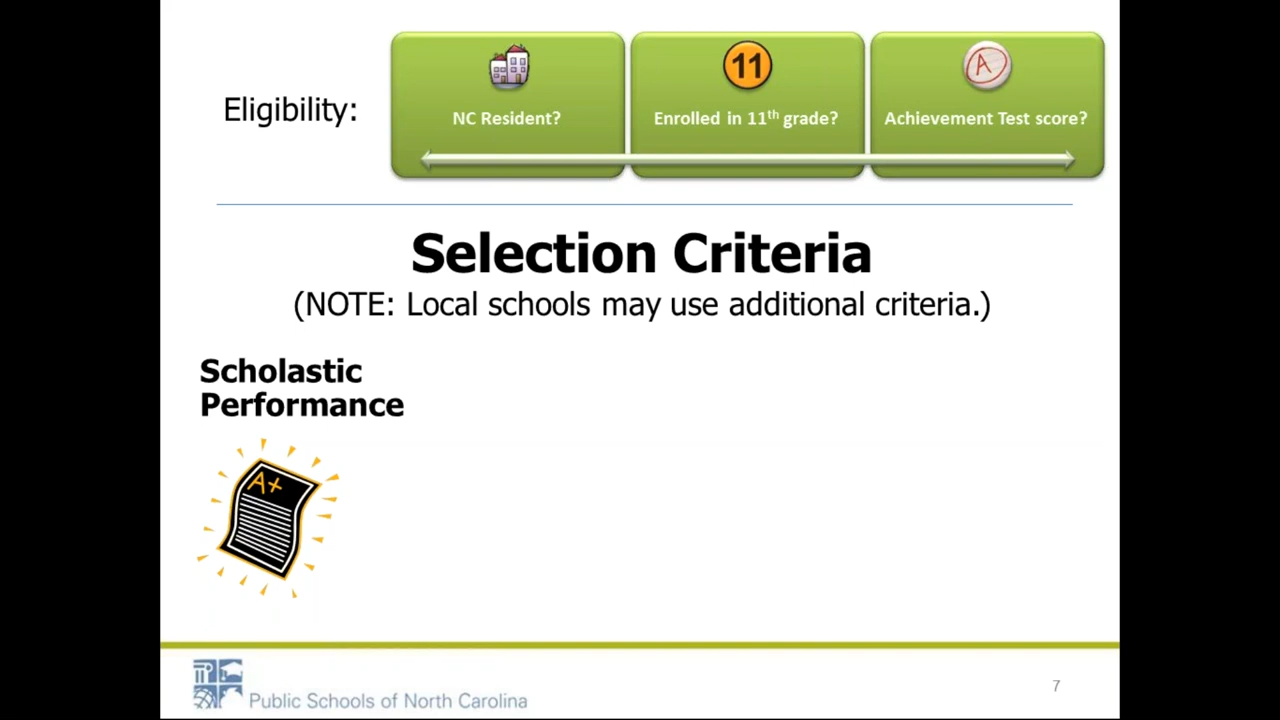 Eligibility:
NC Resident?
11
Enrolled in 11th grade?
A
Achievement Test score?
Selection Criteria
(NOTE: Local schools may use additional criteria.)
Scholastic
Performance
A+
Public Schools of North Carolina
7